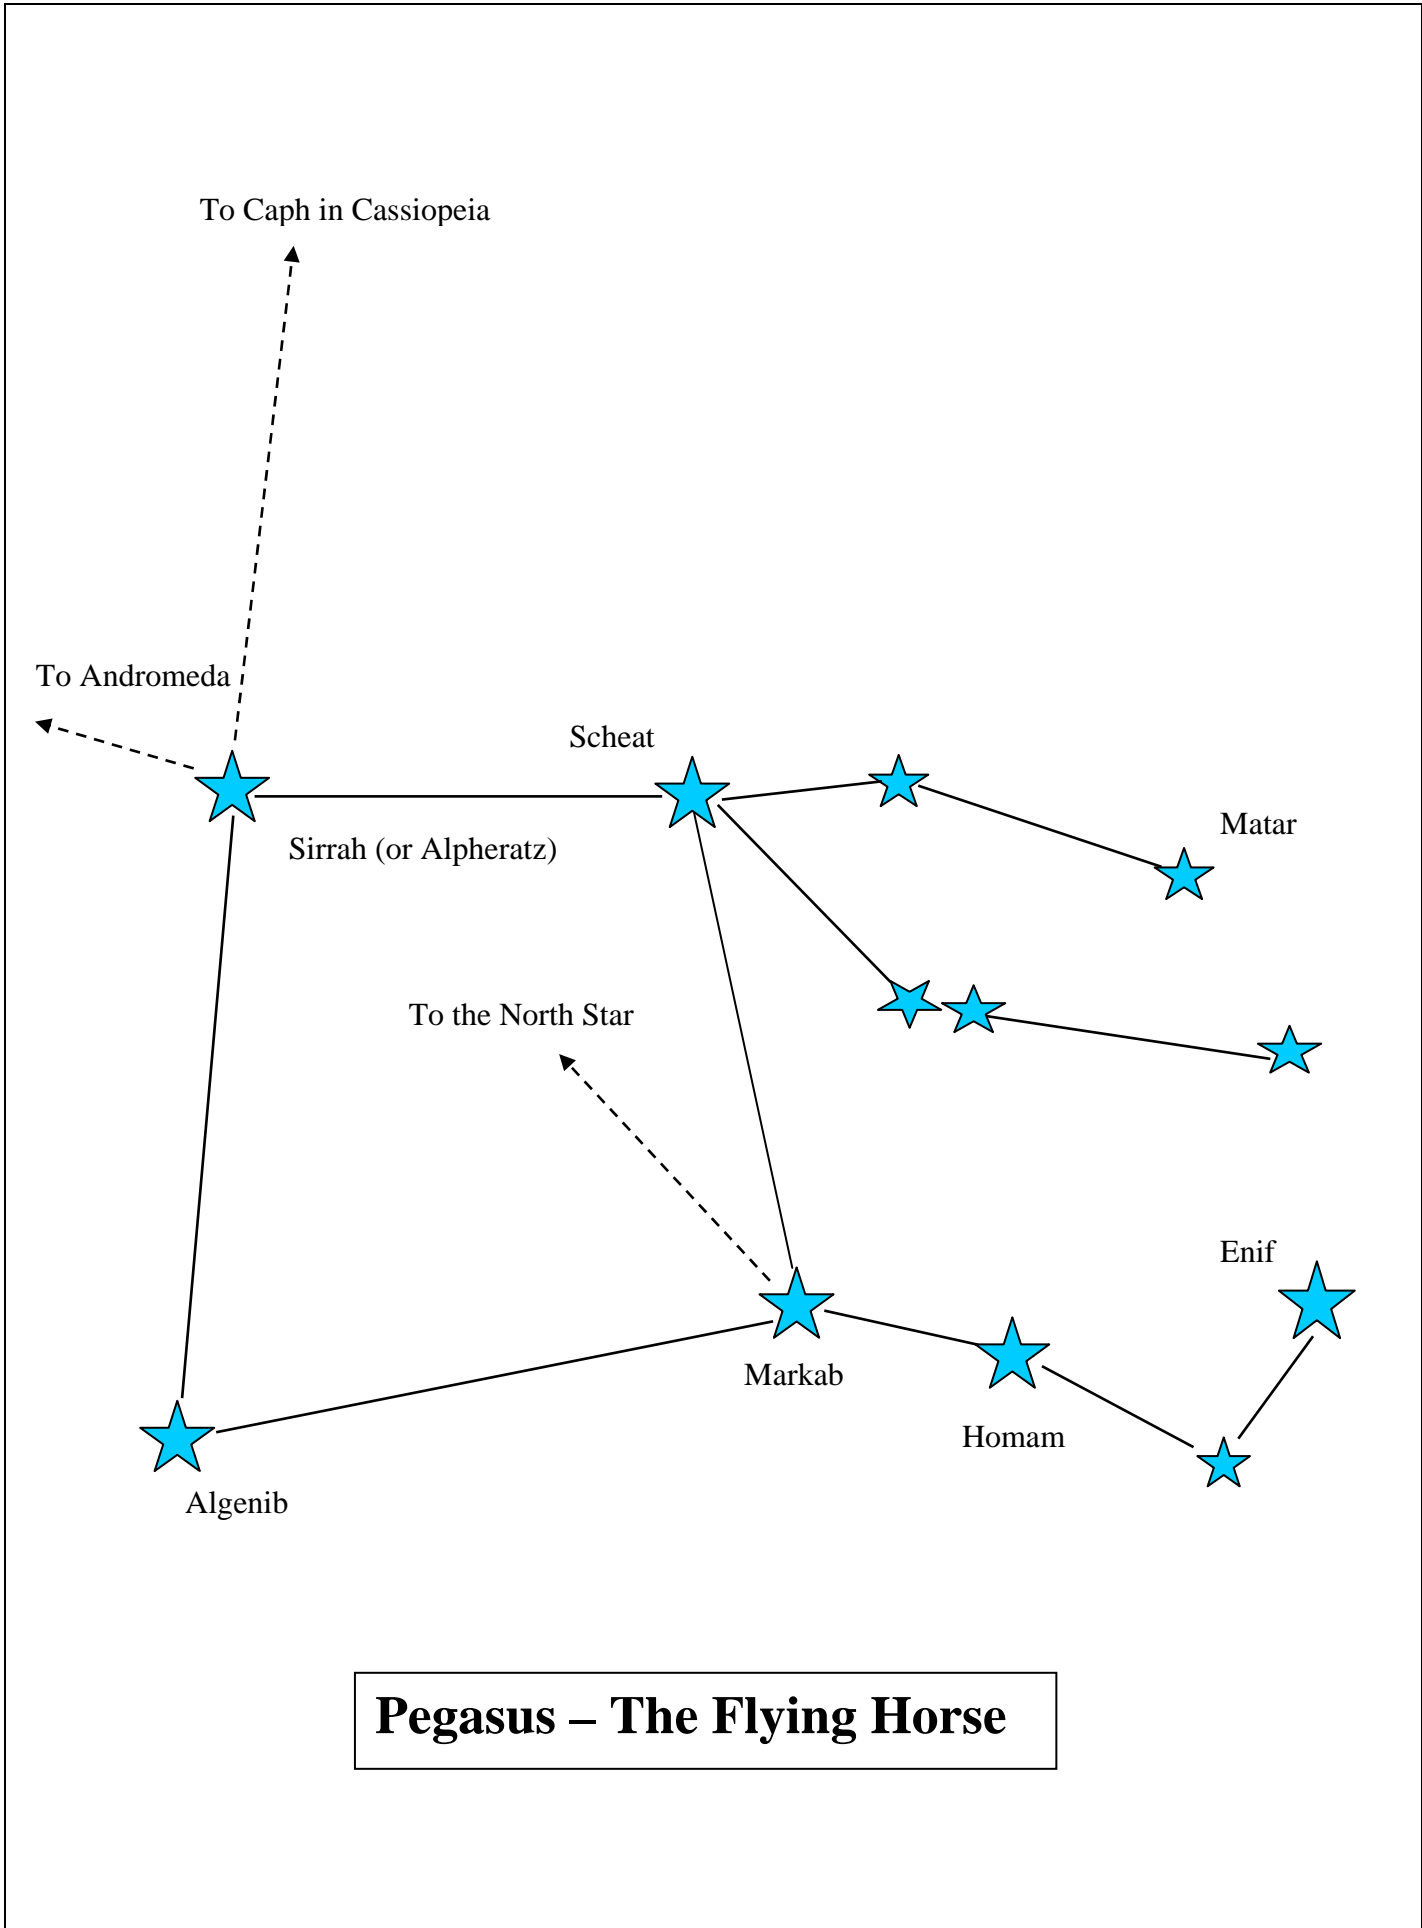 To Caph in Cassiopeia
To Andromeda
Scheat
Matar
Sirrah (or Alpheratz)
To the North Star
Enif
Markab
Homam
Algenib
Pegasus – The Flying Horse